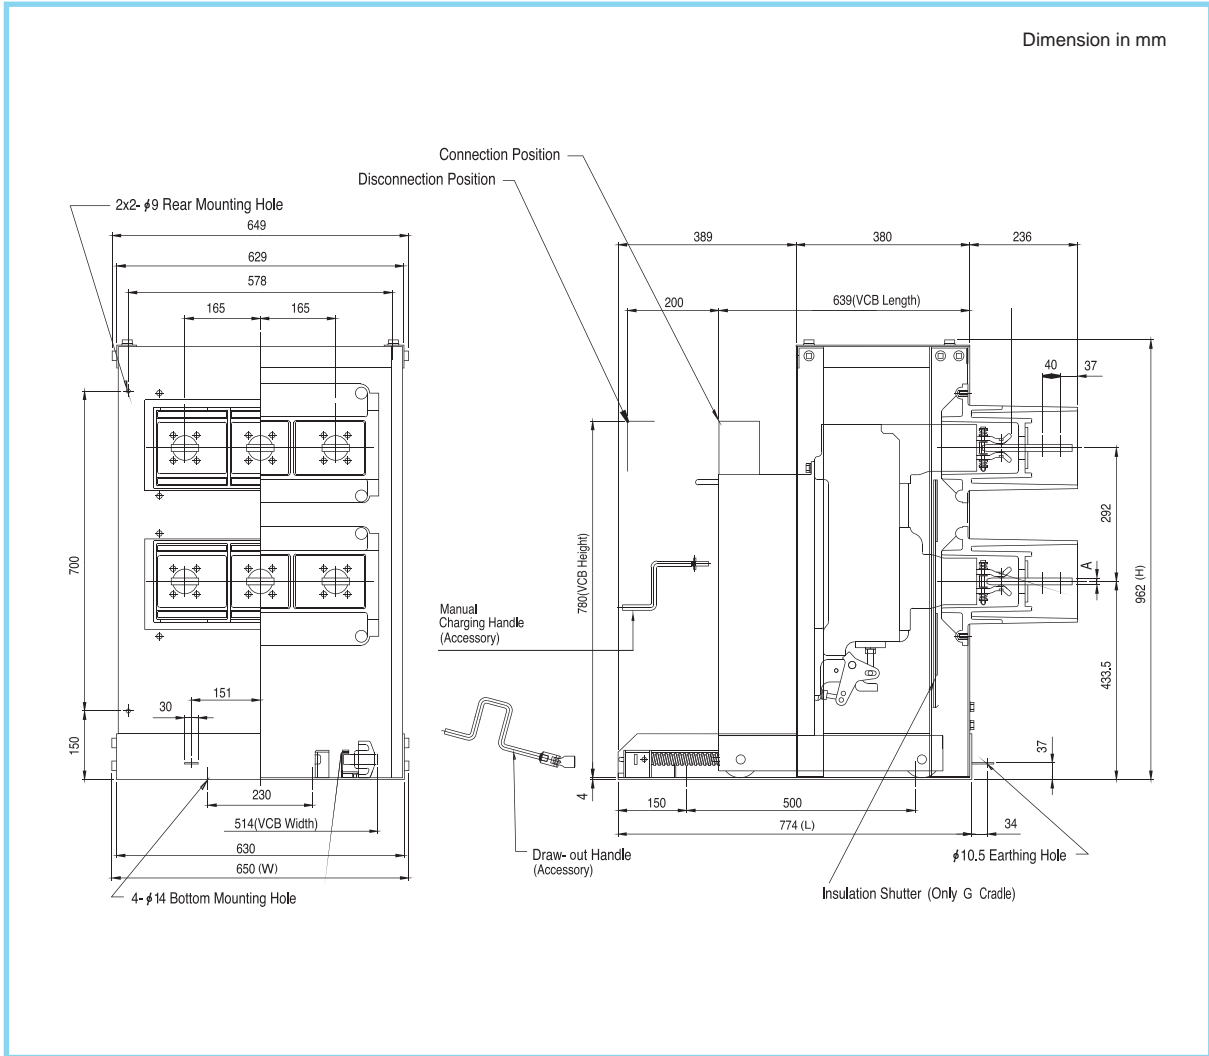 Dimension in mm
Connection Position
Disconnection Position
2x2- ϕ9 Rear Mounting Hole
649
629
578
165
165
389
380
236
200
639(VCB Length)
40
37
700
150
780(VCB Height)
292
A
962 (H)
433.5
37
Manual
Charging Handle
(Accessory)
151
30
230
514(VCB Width)
630
650 (W)
4- ϕ14 Bottom Mounting Hole
4
150
500
774 (L)
34
Draw- out Handle
(Accessory)
ϕ10.5 Earthing Hole
Insulation Shutter (Only G Cradle)